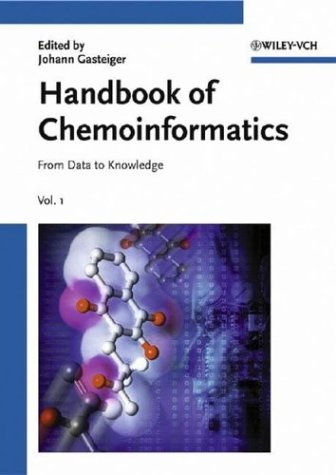 Edited by
Johann Gasteiger
WILEY-VCH
Handbook of
Chemoinformatics
From Data to Knowledge
Vol. 1